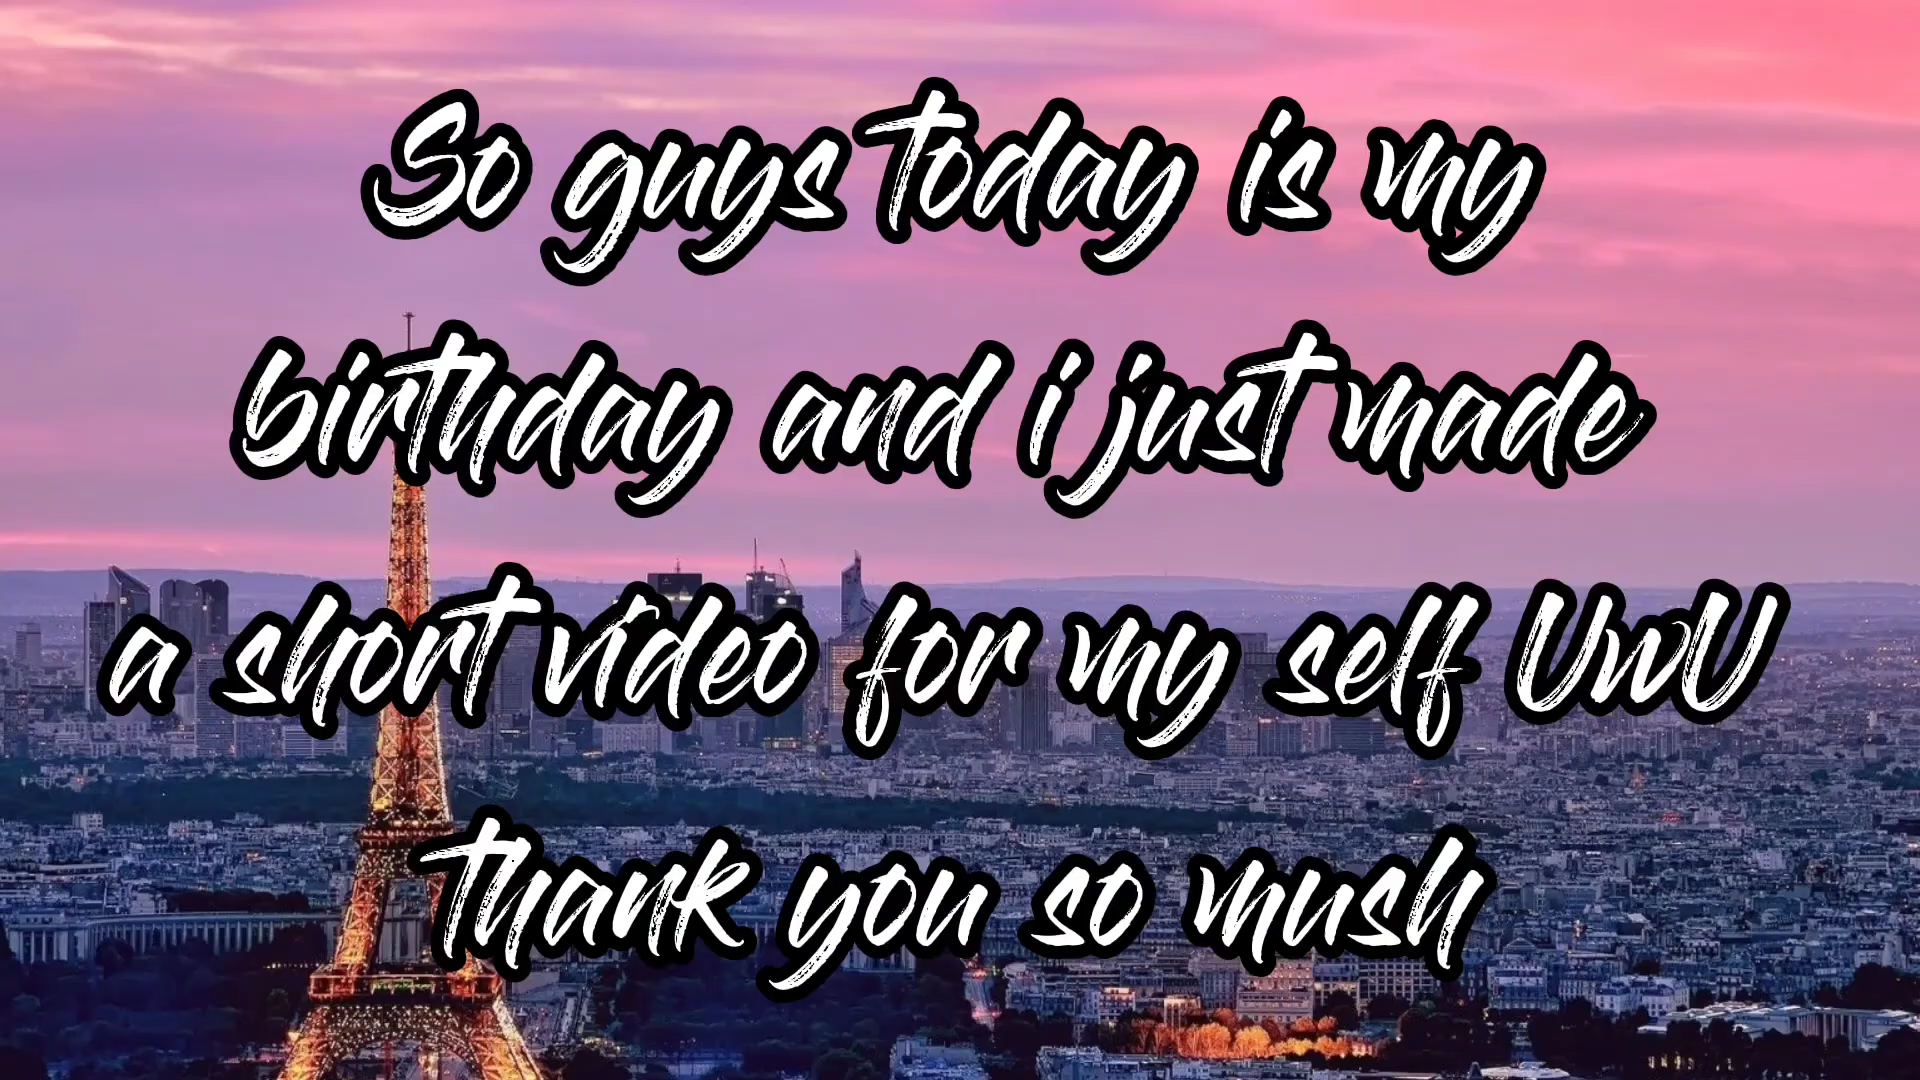 So guys today is my
birthday and i just made
a short video for my self UwU
thank you so mush